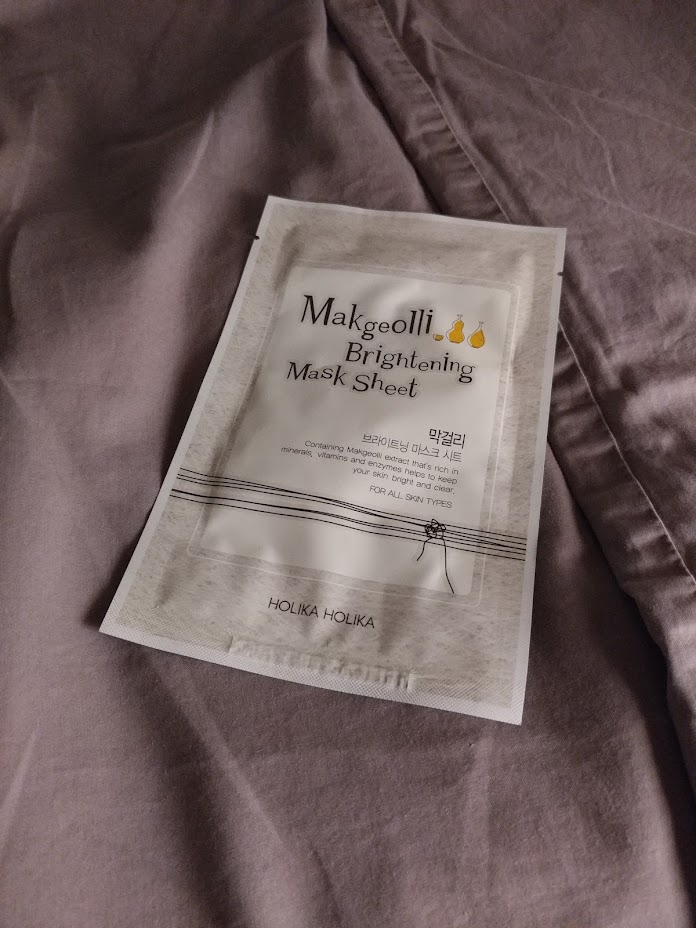 Makgeolli
Brightening
Mask Sheet
막걸리
브라이트닝 마스크 시트
Containing Makgeolli extract that's rich in
minerals, vitamins and enzymes helps to keep
your skin bright and clear.
FOR ALL SKIN TYPES
HOLIKA HOLIKA